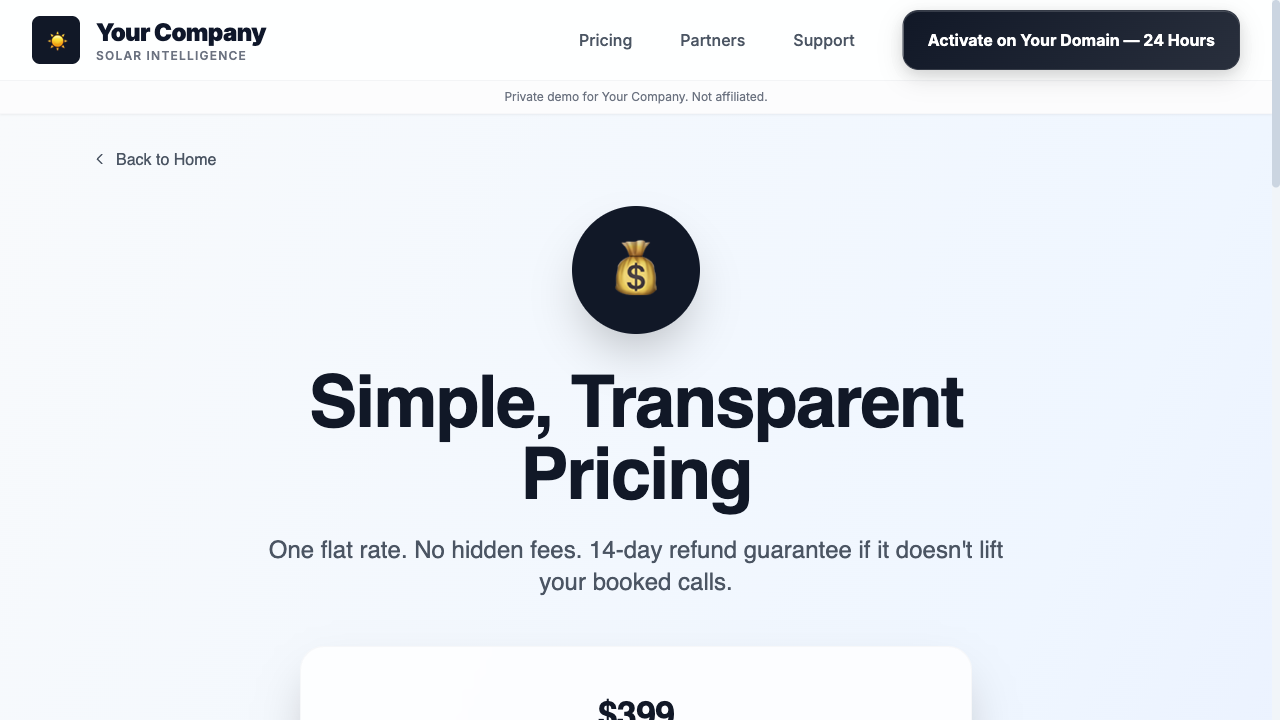 Your Company
SOLAR INTELLIGENCE
Pricing
Partners
Support
Activate on Your Domain — 24 Hours
Private demo for Your Company. Not affiliated.
Back to Home
$
Simple, Transparent
Pricing
One flat rate. No hidden fees. 14-day refund guarantee if it doesn't lift
your booked calls.
$399